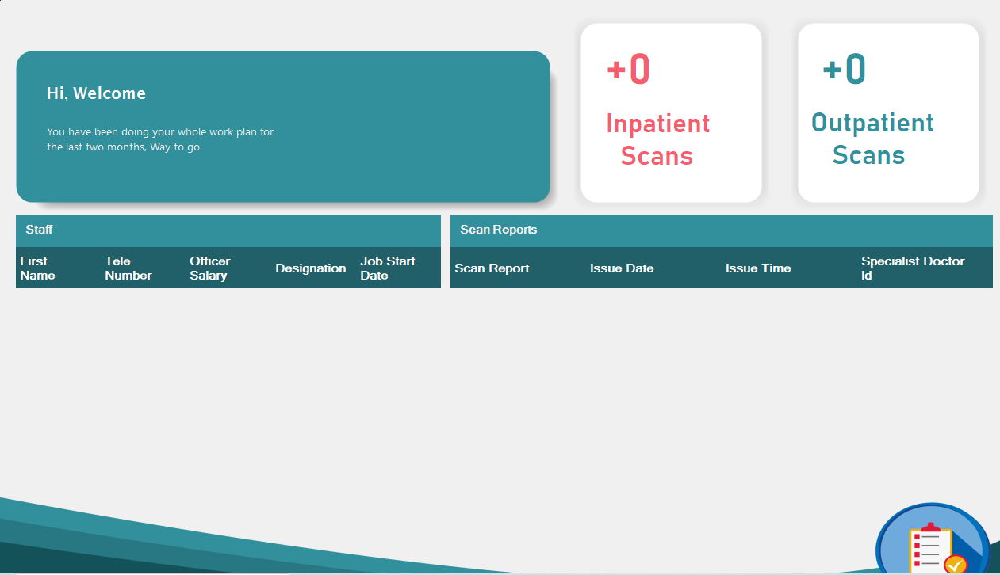 Hi, Welcome
You have been doing your whole work plan for
the last two months, Way to go
+0
Inpatient
Scans
+0
Outpatient
Scans
Staff
First
Name
Tele
Number
Officer
Salary
Designation
Job Start
Date
Scan Reports
Scan Report
Issue Date
Issue Time
Specialist Doctor
Id